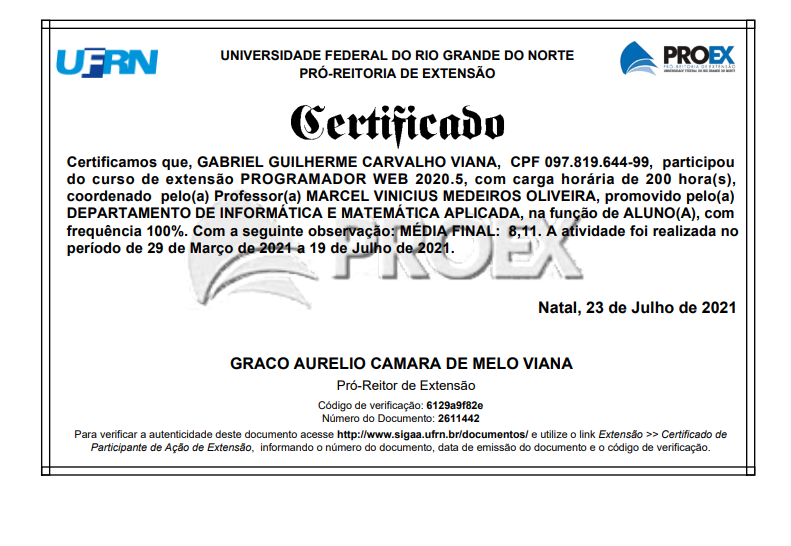 UFRN
UNIVERSIDADE FEDERAL DO RIO GRANDE DO NORTE
PRÓ-REITORIA DE EXTENSÃO
PROEX
PRÓ-REITORIA DE EXTENSÃO
UNIVERSIDADE FEDERAL DO RIO GRANDE DO NORTE
Certificado
Certificamos que, GABRIEL GUILHERME CARVALHO VIANA, CPF 097.819.644-99, participou
do curso de extensão PROGRAMADOR WEB 2020.5, com carga horária de 200 hora(s),
coordenado pelo(a) Professor(a) MARCEL VINICIUS MEDEIROS OLIVEIRA, promovido pelo(a)
DEPARTAMENTO DE INFORMÁTICA E MATEMÁTICA APLICADA, na função de ALUNO(A), com
frequência 100%. Com a seguinte observação: MÉDIA FINAL: 8,11. A atividade foi realizada no
período de 29 de Março de 2021 a 19 de Julho de 2021.
PROEX
Natal, 23 de Julho de 2021
GRACO AURELIO CAMARA DE MELO VIANA
Pró-Reitor de Extensão
Código de verificação: 6129a9f82e
Número do Documento: 2611442
Para verificar a autenticidade deste documento acesse http://www.sigaa.ufrn.br/documentos/ e utilize o link Extensão >> Certificado de
Participante de Ação de Extensão, informando o número do documento, data de emissão do documento e o código de verificação.